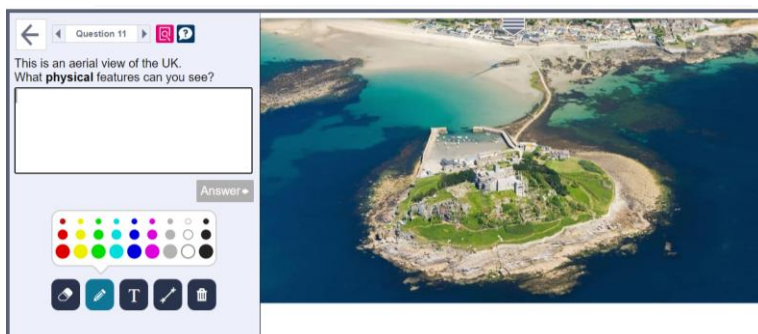 Question 11
This is an aerial view of the UK.
What physical features can you see?
Answer
T